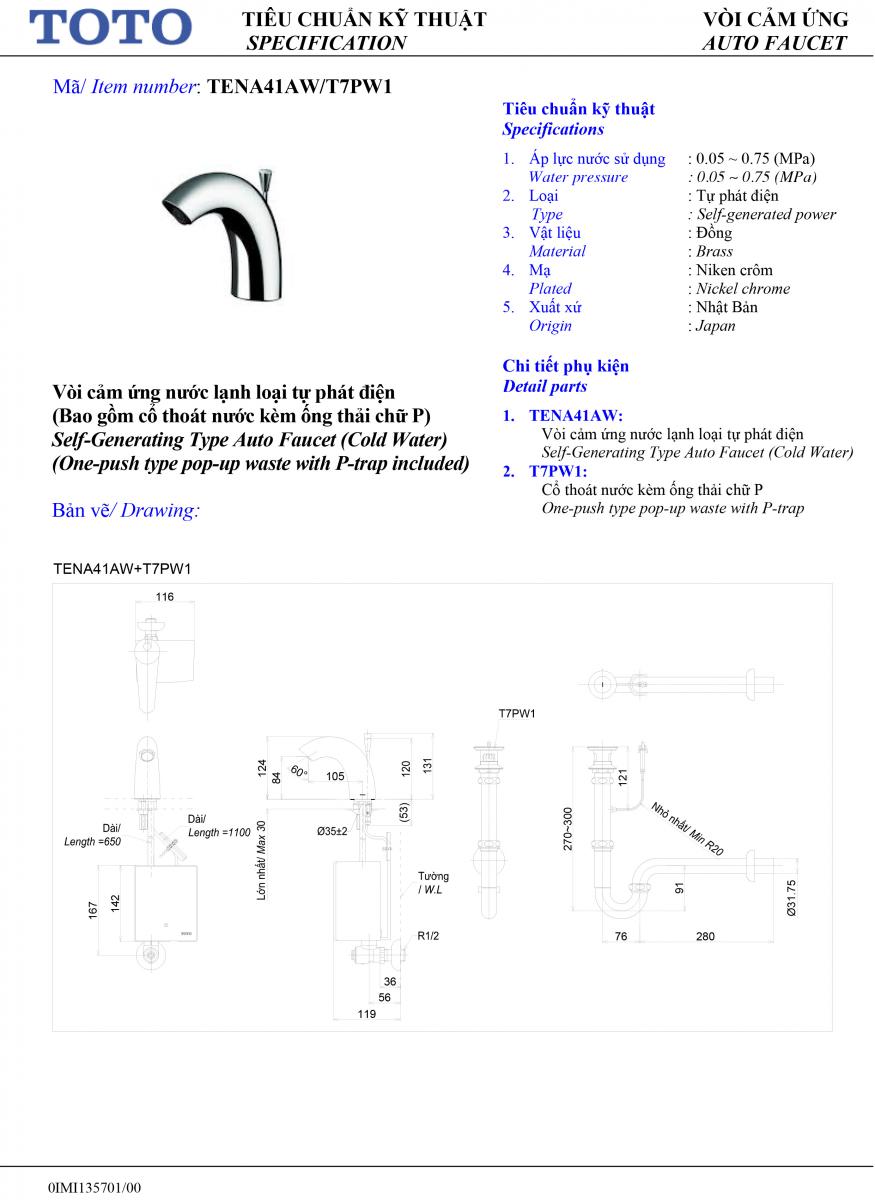 TOTO
TIÊU CHUẨN KỸ THUẬT
SPECIFICATION
VÒI CẢM ỨNG
AUTO FAUCET
Mã/ Item number: TENA41AW/T7PW1
Vòi cảm ứng nước lạnh loại tự phát điện
(Bao gồm cổ thoát nước kèm ống thải chữ P)
Self-Generating Type Auto Faucet (Cold Water)
(One-push type pop-up waste with P-trap included)
Tiêu chuẩn kỹ thuật
Specifications
1. Áp lực nước sử dụng : 0.05 ~ 0.75 (MPa)
Water pressure : 0.05 ~ 0.75 (MPa)
2. Loại : Tự phát điện
Type : Self-generated power
3. Vật liệu : Đồng
Material : Brass
4. Mạ : Niken crôm
Plated : Nickel chrome
5. Xuất xứ : Nhật Bản
Origin : Japan
Chi tiết phụ kiện
Detail parts
1. TENA41AW:
Vòi cảm ứng nước lạnh loại tự phát điện
Self-Generating Type Auto Faucet (Cold Water)
2. T7PW1:
Cổ thoát nước kèm ống thải chữ P
One-push type pop-up waste with P-trap
Bản vẽ/ Drawing:
TENA41AW+T7PW1
116
T7PW1
124
84
60°
105
120
131
(53)
Ø35±2
Lớn nhất/ Max 30
Dài/
Length =650
Dài/
Length =1100
167
142
Tường
/ W.L
R1/2
36
56
119
270~300
121
Nhỏ nhất/ Min R20
91
Ø31.75
76
280
0IMI135701/00